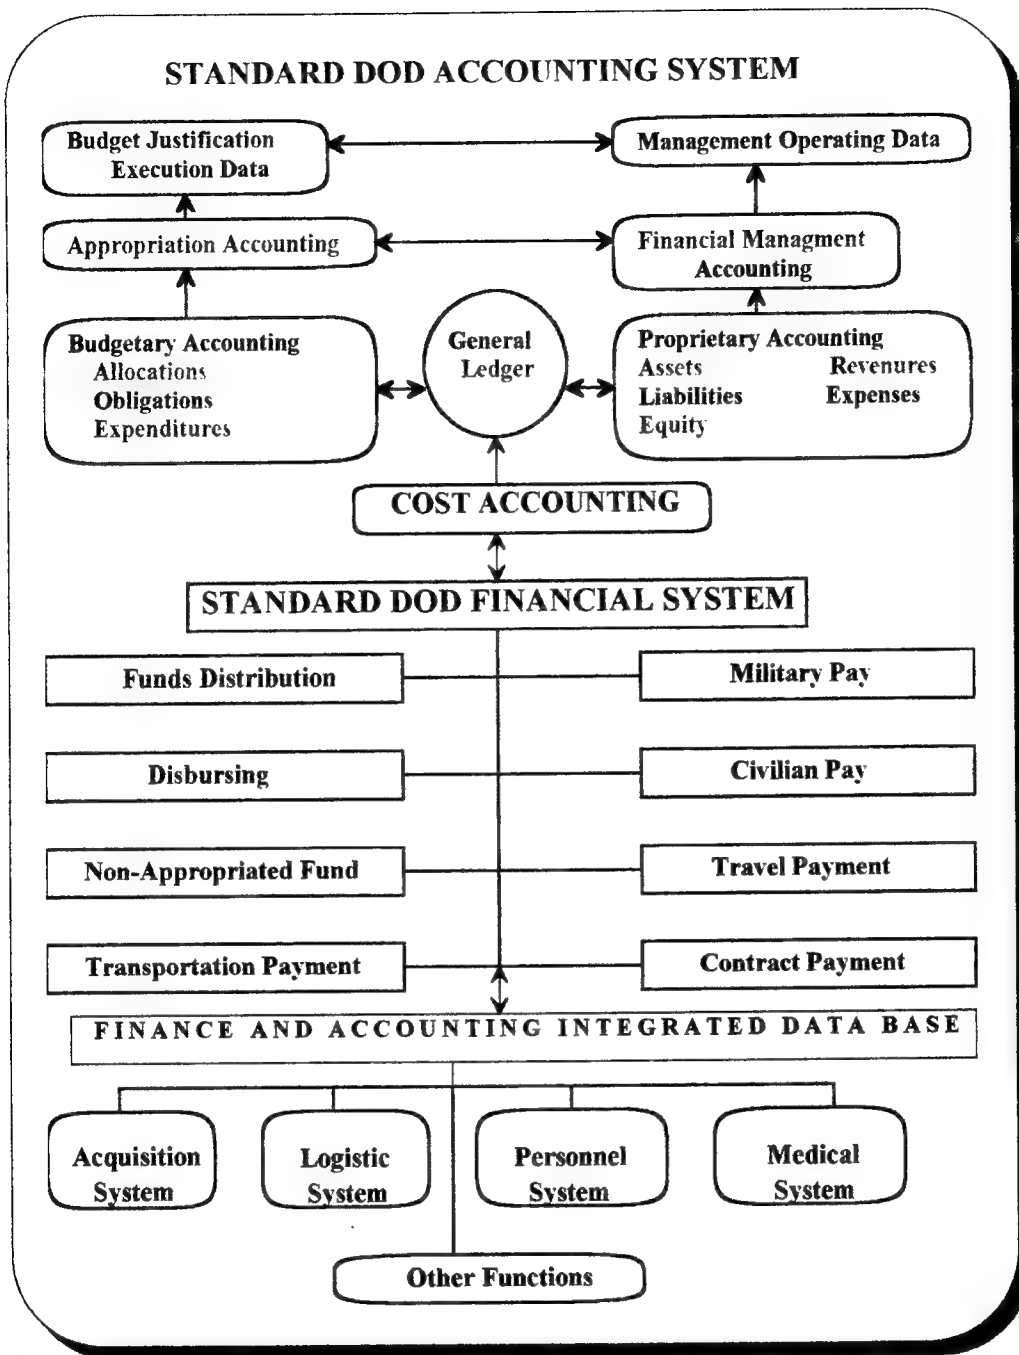 STANDARD DOD ACCOUNTING SYSTEM
Budget Justification
Execution Data
Management Operating Data
Appropriation Accounting
Financial Managment
Accounting
Budgetary Accounting
Allocations
Obligations
Expenditures
General
Ledger
Proprietary Accounting
Assets Revenures
Liabilities Expenses
Equity
COST ACCOUNTING
STANDARD DOD FINANCIAL SYSTEM
Funds Distribution
Military Pay
Disbursing
Civilian Pay
Non-Appropriated Fund
Travel Payment
Transportation Payment
Contract Payment
FINANCE AND ACCOUNTING INTEGRATED DATA BASE
Acquisition
System
Logistic
System
Personnel
System
Medical
System
Other Functions